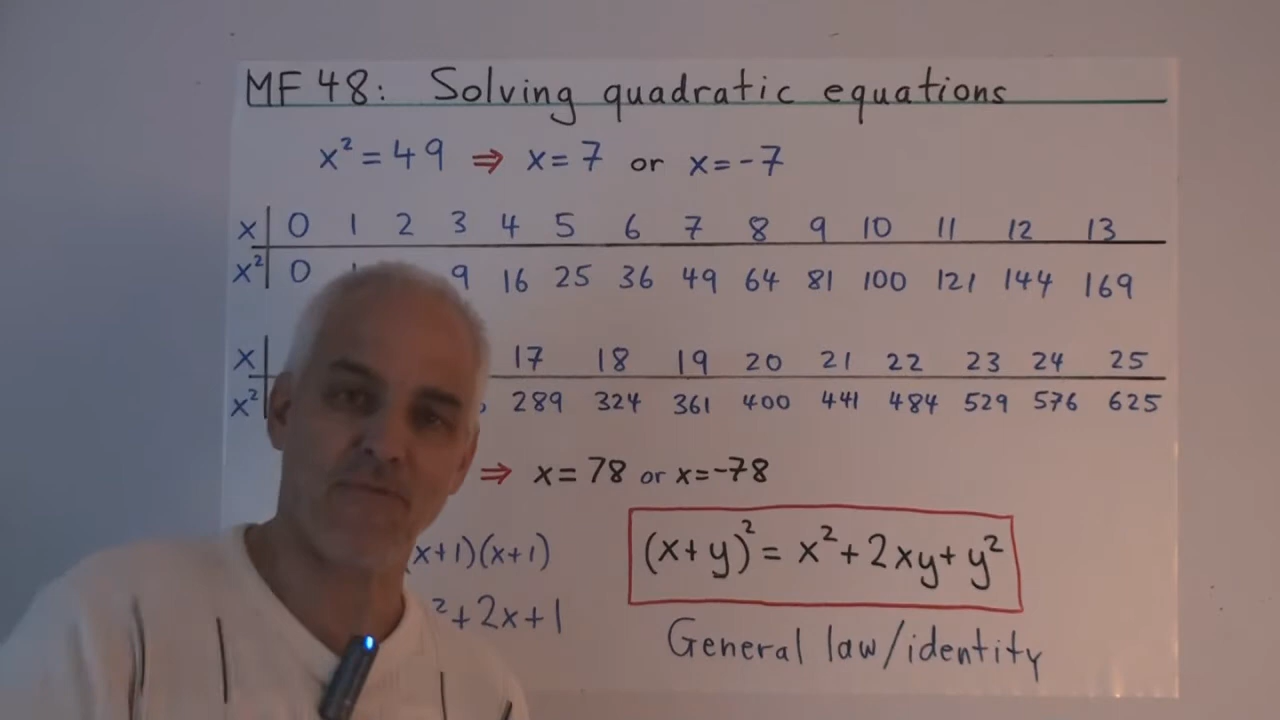 MF 48: Solving quadratic equations
x² = 49 ⇒ x = 7 or x = -7
x 0 1 2 3 4 5 6 7 8 9 10 11 12 13
x² 0 9 16 25 36 49 64 81 100 121 144 169
x 17 18 19 20 21 22 23 24 25
x² 289 324 361 400 441 484 529 576 625
⇒ x = 78 or x = -78
(x+1)(x+1)
² + 2x + 1
(x+y)² = x² + 2xy + y²
General law/identity